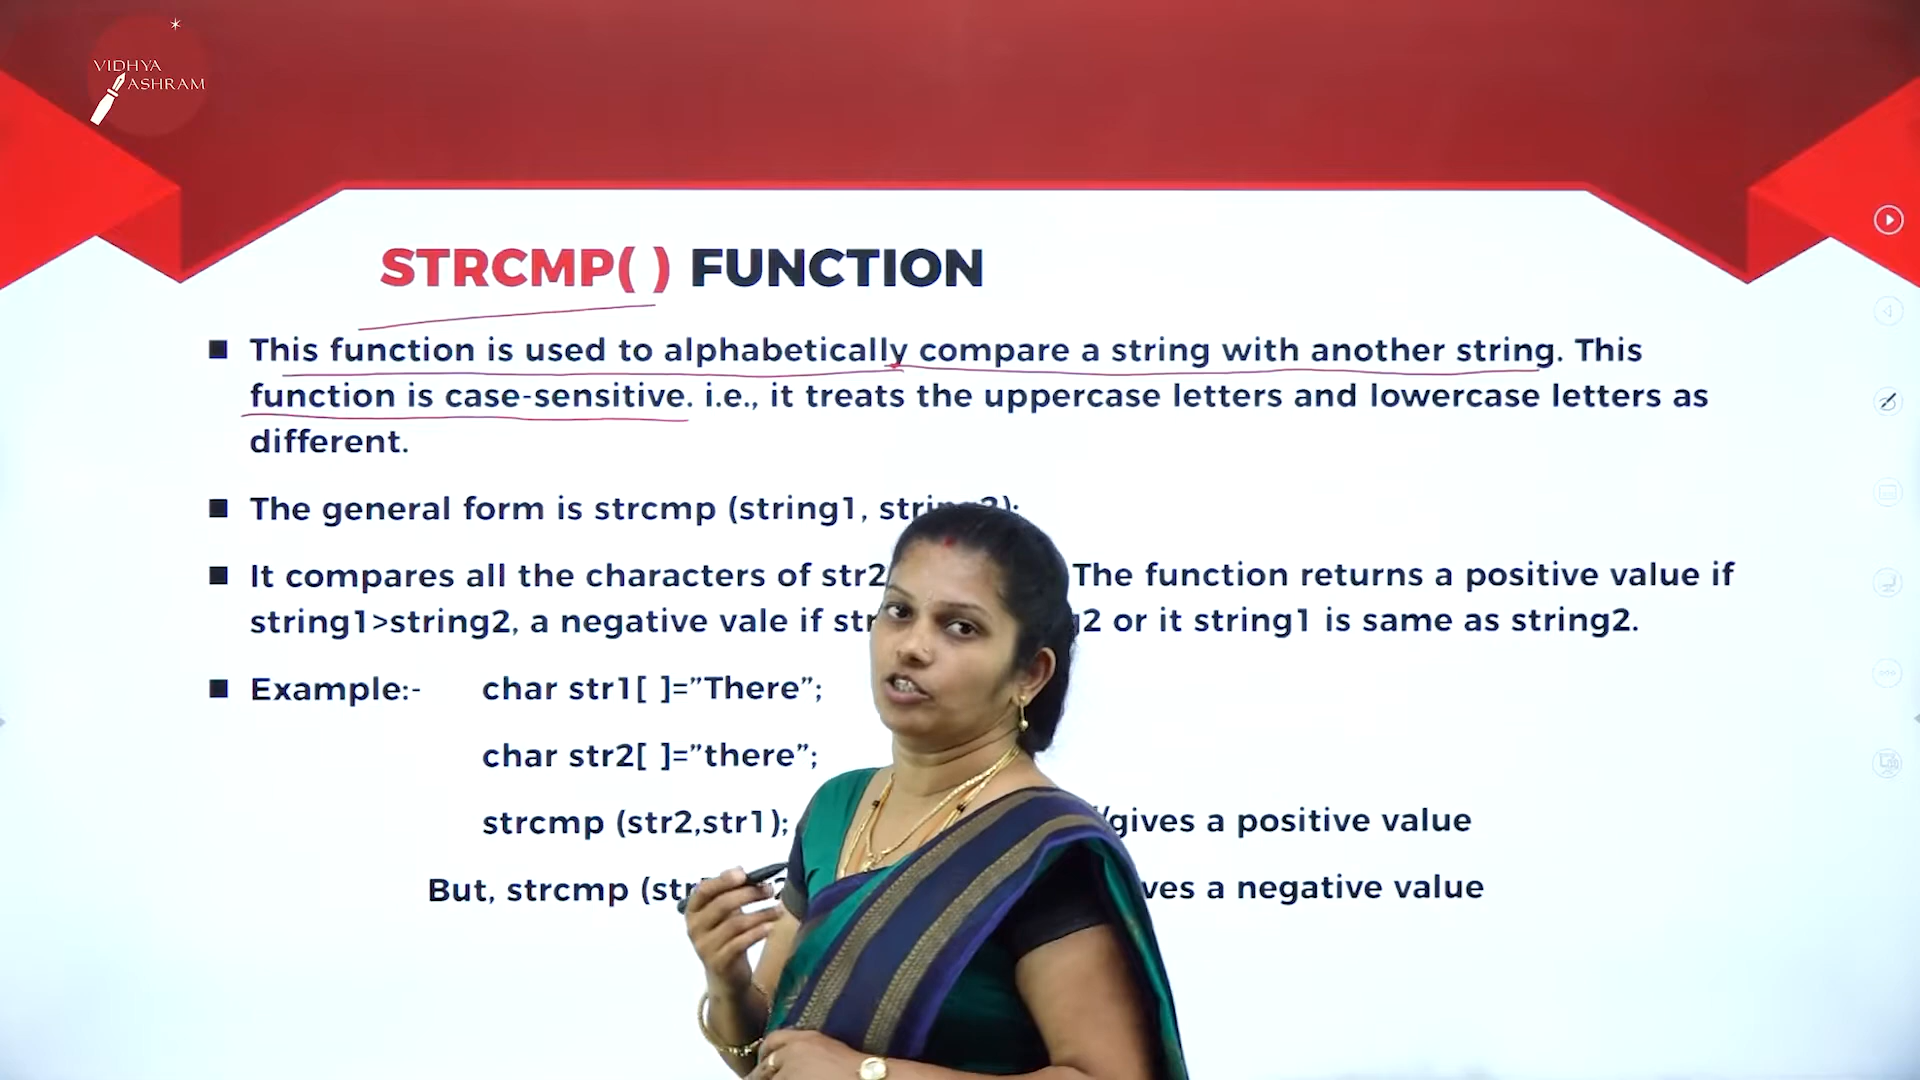 VIDHYA
ASHRAM
STRCMP( ) FUNCTION
This function is used to alphabetically compare a string with another string. This
function is case-sensitive. i.e., it treats the uppercase letters and lowercase letters as
different.
The general form is strcmp (string1,
It compares all the characters of str2 The function returns a positive value if
string1>string2, a negative vale if or it string1 is same as string2.
Example:- char str1[ ]=”There”;
char str2[ ]=”there”;
strcmp (str2,str1); gives a positive value
But, strcmp a negative value